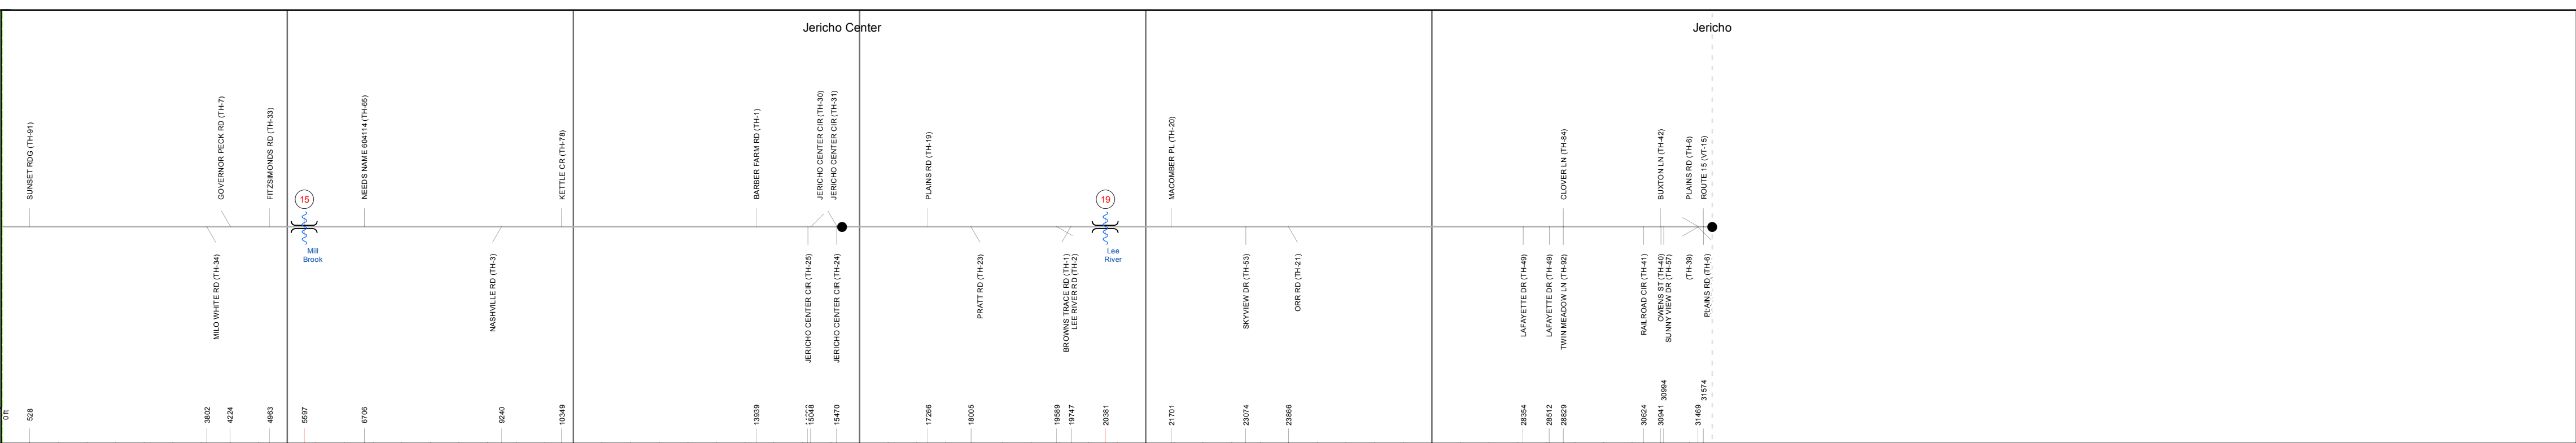 Jericho Center
Jericho
SUNSET RDG (TH-91)
GOVERNOR PECK RD (TH-7)
FITZSIMONDS RD (TH-33)
NEEDS NAME 604114 (TH-65)
KETTLE CR (TH-78)
BARBER FARM RD (TH-1)
JERICHO CENTER CIR (TH-30)
JERICHO CENTER CIR (TH-31)
PLAINS RD (TH-19)
MACOMBER PL (TH-20)
CLOVER LN (TH-84)
BUXTON LN (TH-42)
PLAINS RD (TH-6)
ROUTE 15 (VT-15)
15
19
Mill
Brook
Lee
River
MILO WHITE RD (TH-34)
NASHVILLE RD (TH-3)
JERICHO CENTER CIR (TH-25)
JERICHO CENTER CIR (TH-24)
PRATT RD (TH-23)
BROWNS TRACE RD (TH-1)
LEE RIVER RD (TH-2)
SKYVIEW DR (TH-53)
ORR RD (TH-21)
LAFAYETTE DR (TH-49)
LAFAYETTE DR (TH-49)
TWIN MEADOW LN (TH-92)
RAILROAD CIR (TH-41)
OWENS ST (TH-40)
SUNNY VIEW DR (TH-57)
(TH-39)
PLAINS RD (TH-6)
0 ft
528
3802
4224
4963
5597
6706
9240
10349
13939
15048
15470
17266
18005
19589
19747
20381
21701
23074
23866
28354
28512
28829
30624
30941
30994
31469
31574